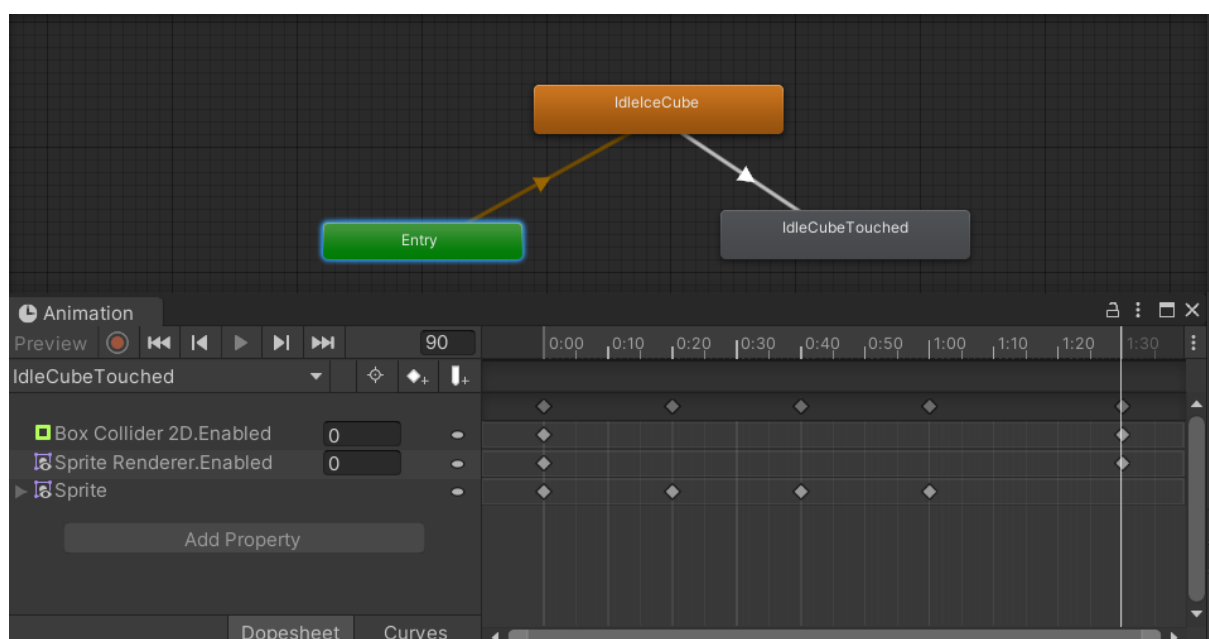 IdleIceCube
IdleCubeTouched
Entry
Animation
Preview 90 0:00 0:10 0:20 0:30 0:40 0:50 1:00 1:10 1:20 1:30
IdleCubeTouched
Box Collider 2D.Enabled 0
Sprite Renderer.Enabled 0
Sprite
Add Property
Dopesheet Curves